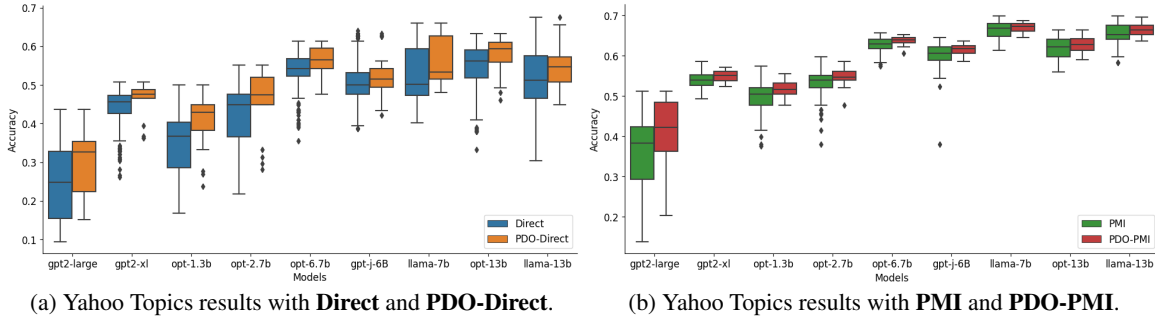 0.7
0.6
0.5
0.4
0.3
0.2
0.1
Accuracy
Direct
PDO-Direct
gpt2-large gpt2-xl opt-1.3b opt-2.7b opt-6.7b gpt-j-6B llama-7b opt-13b llama-13b
Models
(a) Yahoo Topics results with Direct and PDO-Direct.
0.7
0.6
0.5
0.4
0.3
0.2
Accuracy
PMI
PDO-PMI
gpt2-large gpt2-xl opt-1.3b opt-2.7b opt-6.7b gpt-j-6B llama-7b opt-13b llama-13b
Models
(b) Yahoo Topics results with PMI and PDO-PMI.